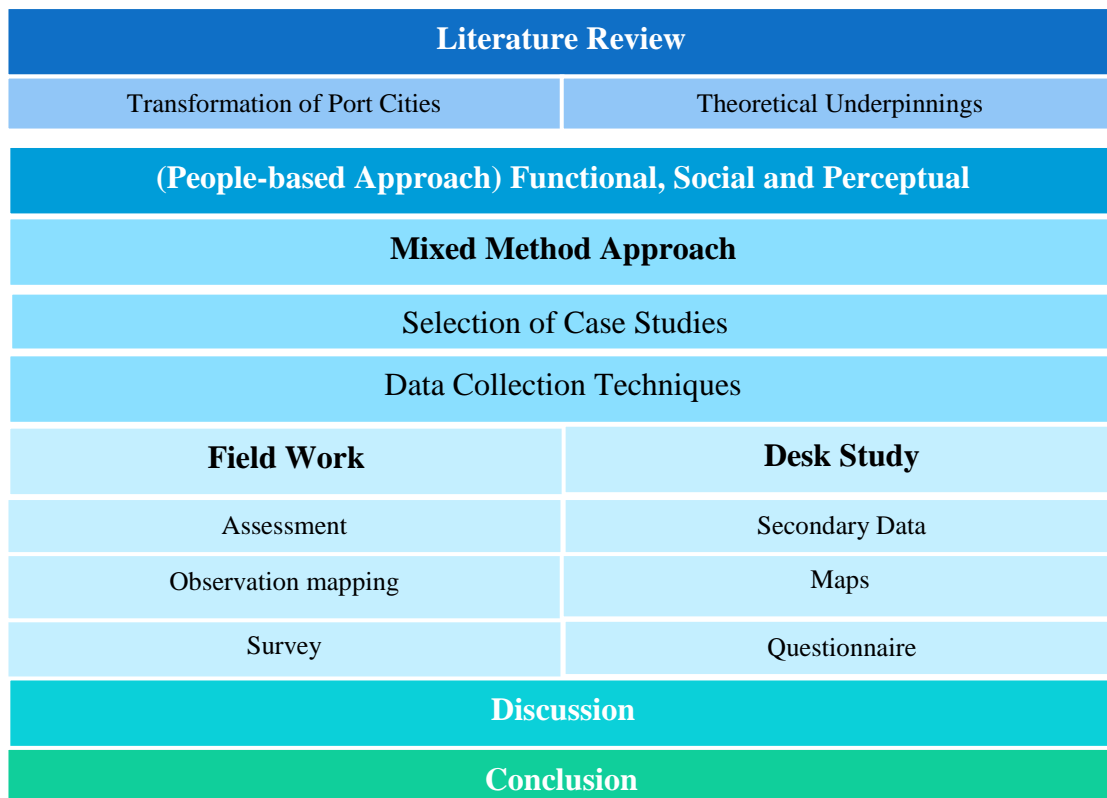 Literature Review
Transformation of Port Cities
Theoretical Underpinnings
(People-based Approach) Functional, Social and Perceptual
Mixed Method Approach
Selection of Case Studies
Data Collection Techniques
Field Work
Desk Study
Assessment
Secondary Data
Observation mapping
Maps
Survey
Questionnaire
Discussion
Conclusion